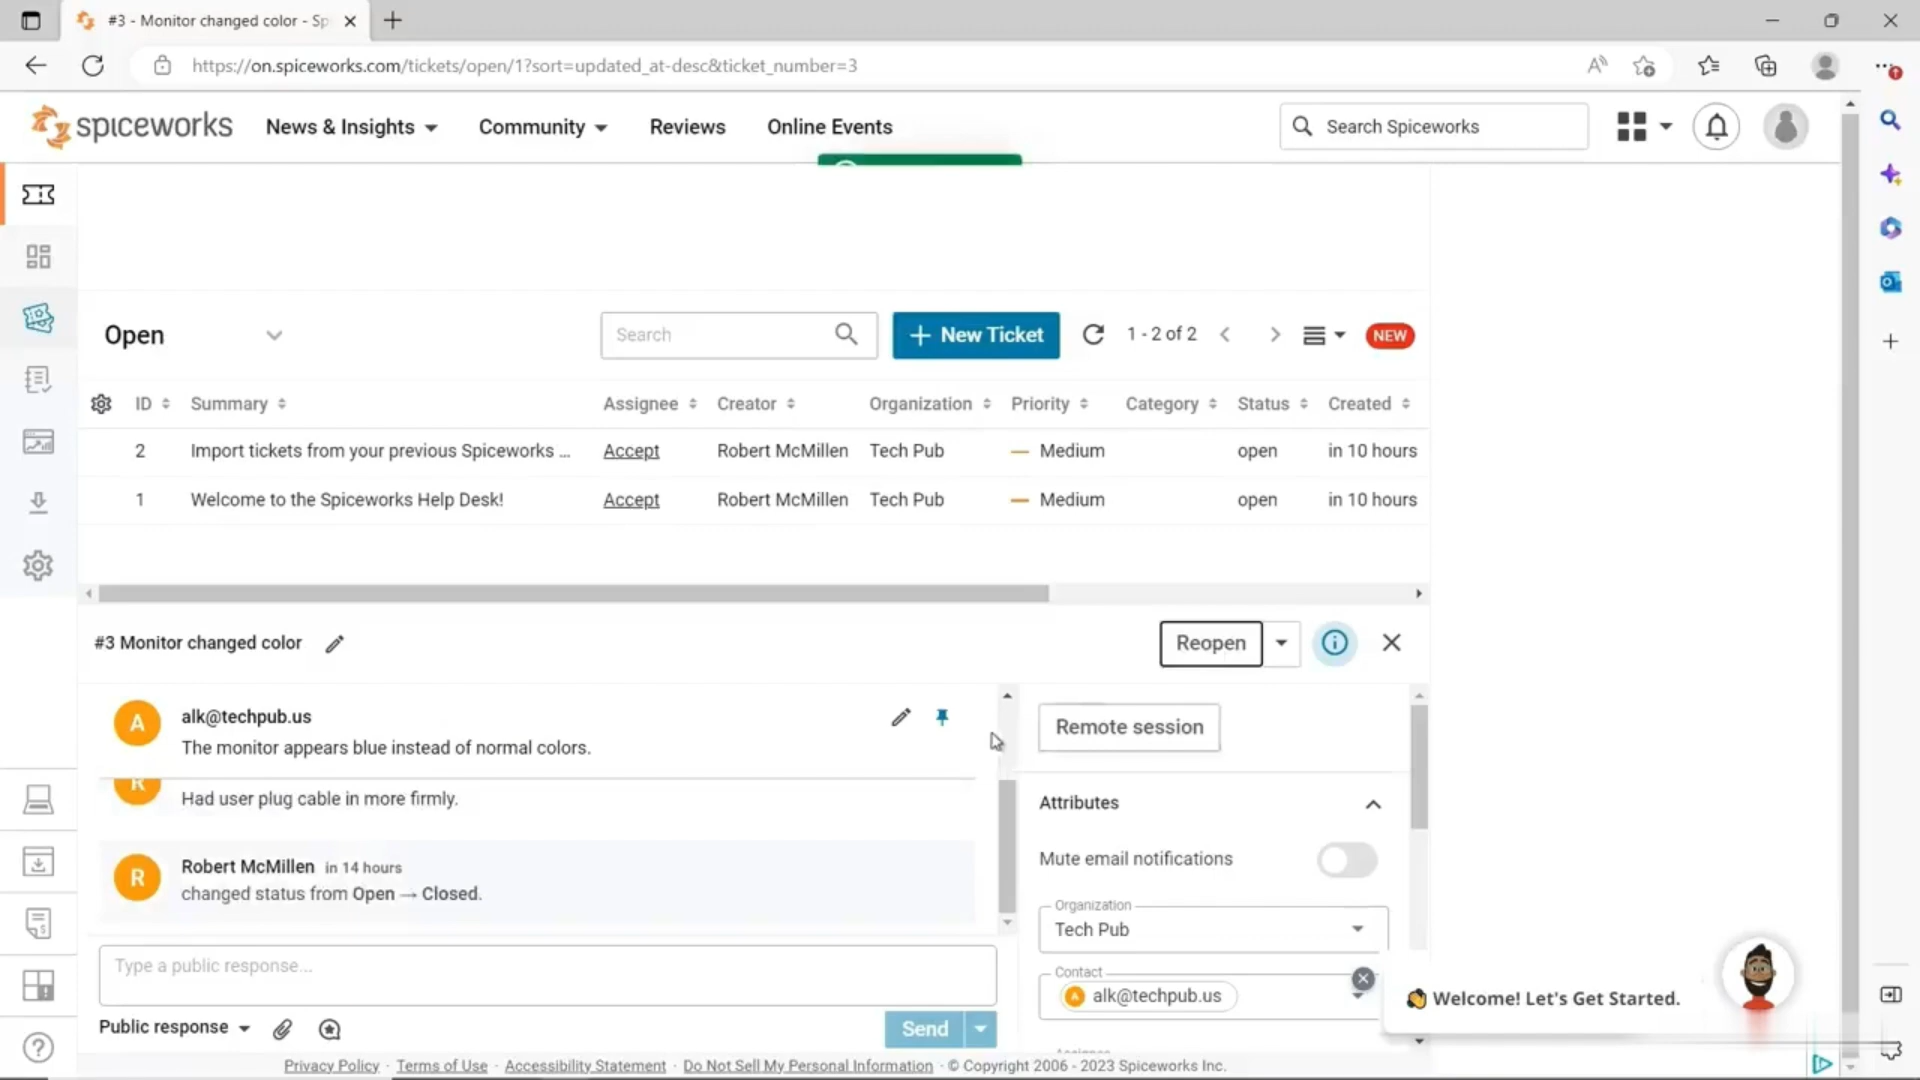 #3 - Monitor changed color - Sp
https://on.spiceworks.com/tickets/open/1?sort=updated_at-desc&ticket_number=3
spiceworks News & Insights Community Reviews Online Events Search Spiceworks
Open Search + New Ticket 1 - 2 of 2 NEW
ID Summary Assignee Creator Organization Priority Category Status Created
2 Import tickets from your previous Spiceworks ... Accept Robert McMillen Tech Pub Medium open in 10 hours
1 Welcome to the Spiceworks Help Desk! Accept Robert McMillen Tech Pub Medium open in 10 hours
#3 Monitor changed color Reopen
A alk@techpub.us
The monitor appears blue instead of normal colors.
Remote session
R
Had user plug cable in more firmly.
Attributes
Mute email notifications
R Robert McMillen in 14 hours
changed status from Open → Closed.
Organization
Tech Pub
Type a public response...
Contact
A alk@techpub.us
Welcome! Let's Get Started.
Public response Send
Privacy Policy · Terms of Use · Accessibility Statement · Do Not Sell My Personal Information · © Copyright 2006 - 2023 Spiceworks Inc.